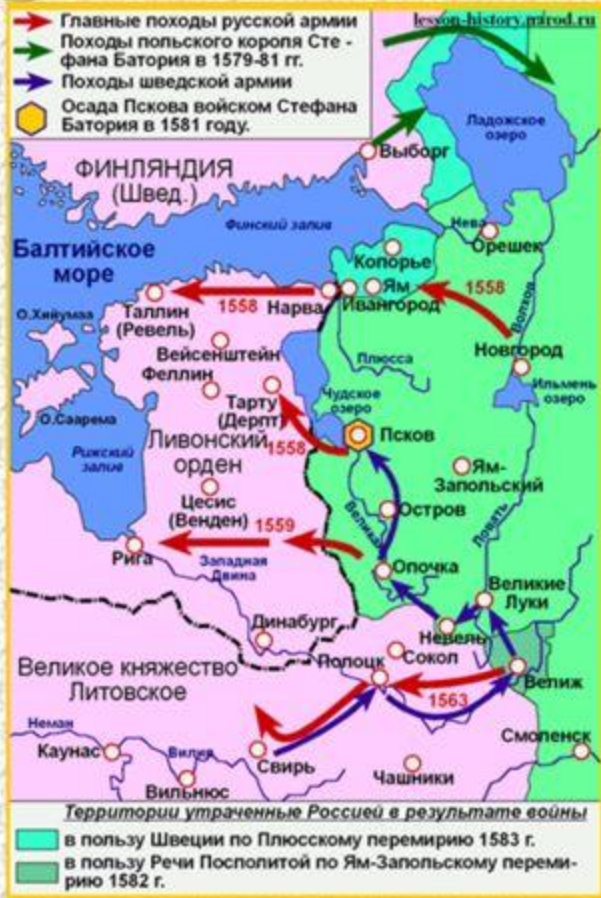 lesson-history.narod.ru
Главные походы русской армии
Походы польского короля Сте -
фана Батория в 1579-81 гг.
Походы шведской армии
Осада Пскова войском Стефана
Батория в 1581 году.
Ладожское
озеро
Выборг
ФИНЛЯНДИЯ
(Швед.)
Финский залив
Нева
Орешек
Балтийское
море
Копорье
Ям
1558
1558
Нарва
Ивангород
Волхов
О.Хийумаа
Таллин
(Ревель)
Вейсенштейн
Плюсса
Новгород
Феллин
Чудское
озеро
Ильмень
озеро
Тарту
(Дерпт)
О.Саарема
Псков
1558
Ливонский
орден
Рижский
залив
Ям-
Запольский
Цесис
(Венден)
Остров
Великая
Ловать
1559
Рига
Западная
Двина
Опочка
Великие
Луки
Динабург
Невель
Сокол
Полоцк
Велиж
1563
Великое княжество
Литовское
Неман
Каунас
Вилия
Свирь
Смоленск
Вильнюс
Чашники
Территории утраченные Россией в результате войны
в пользу Швеции по Плюсскому перемирию 1583 г.
в пользу Речи Посполитой по Ям-Запольскому переми-
рию 1582 г.